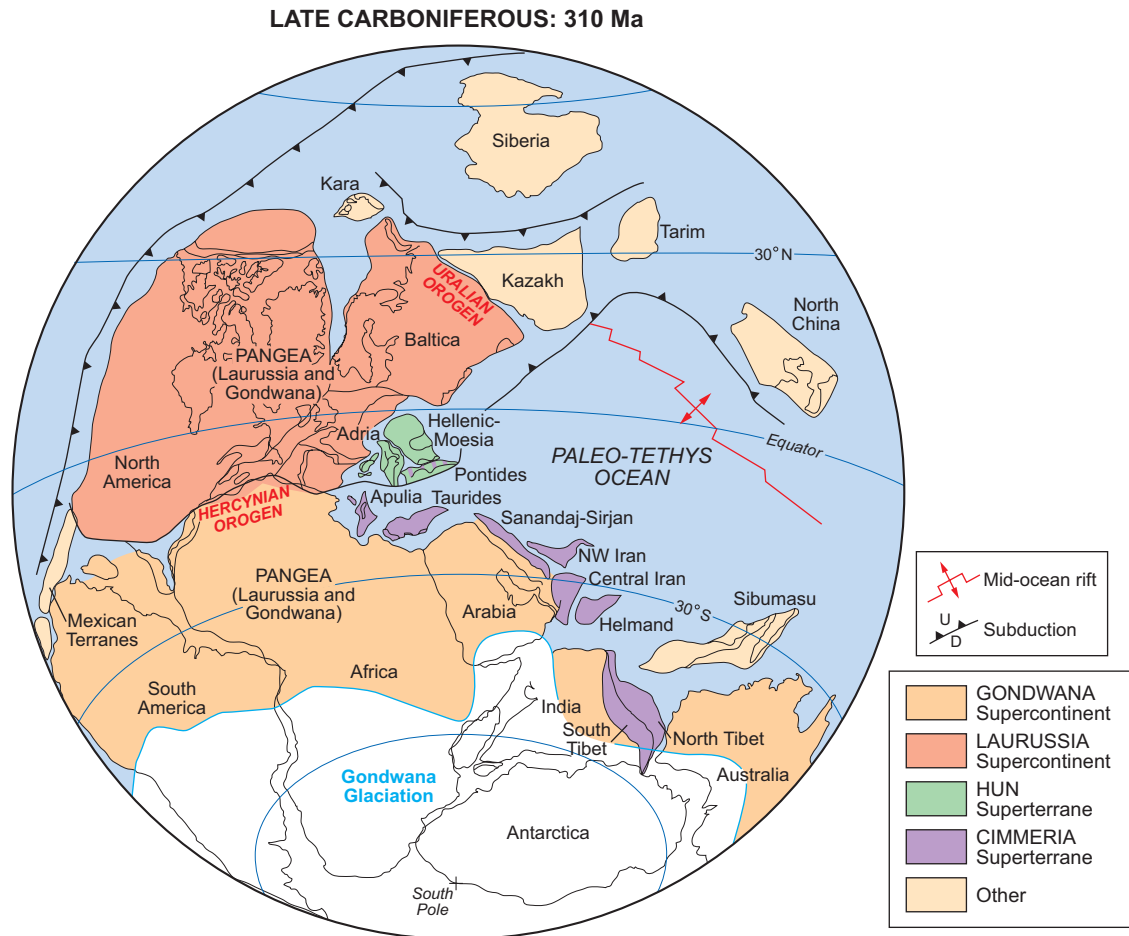 LATE CARBONIFEROUS: 310 Ma
Siberia
Kara
Tarim
30° N
Kazakh
URALIAN
OROGEN
North
China
Baltica
PANGEA
(Laurussia and
Gondwana)
Hellenic-
Moesia
Adria
Equator
PALEO-TETHYS
OCEAN
North
America
Pontides
HERCYNIAN
OROGEN
Apulia
Taurides
Sanandaj-Sirjan
NW Iran
PANGEA
(Laurussia and
Gondwana)
Central Iran
30° S
Sibumasu
Arabia
Helmand
Mexican
Terranes
Africa
South
America
India
South
Tibet
North Tibet
Australia
Gondwana
Glaciation
Antarctica
South
Pole
Mid-ocean rift
U
D
Subduction
GONDWANA
Supercontinent
LAURUSSIA
Supercontinent
HUN
Superterrane
CIMMERIA
Superterrane
Other